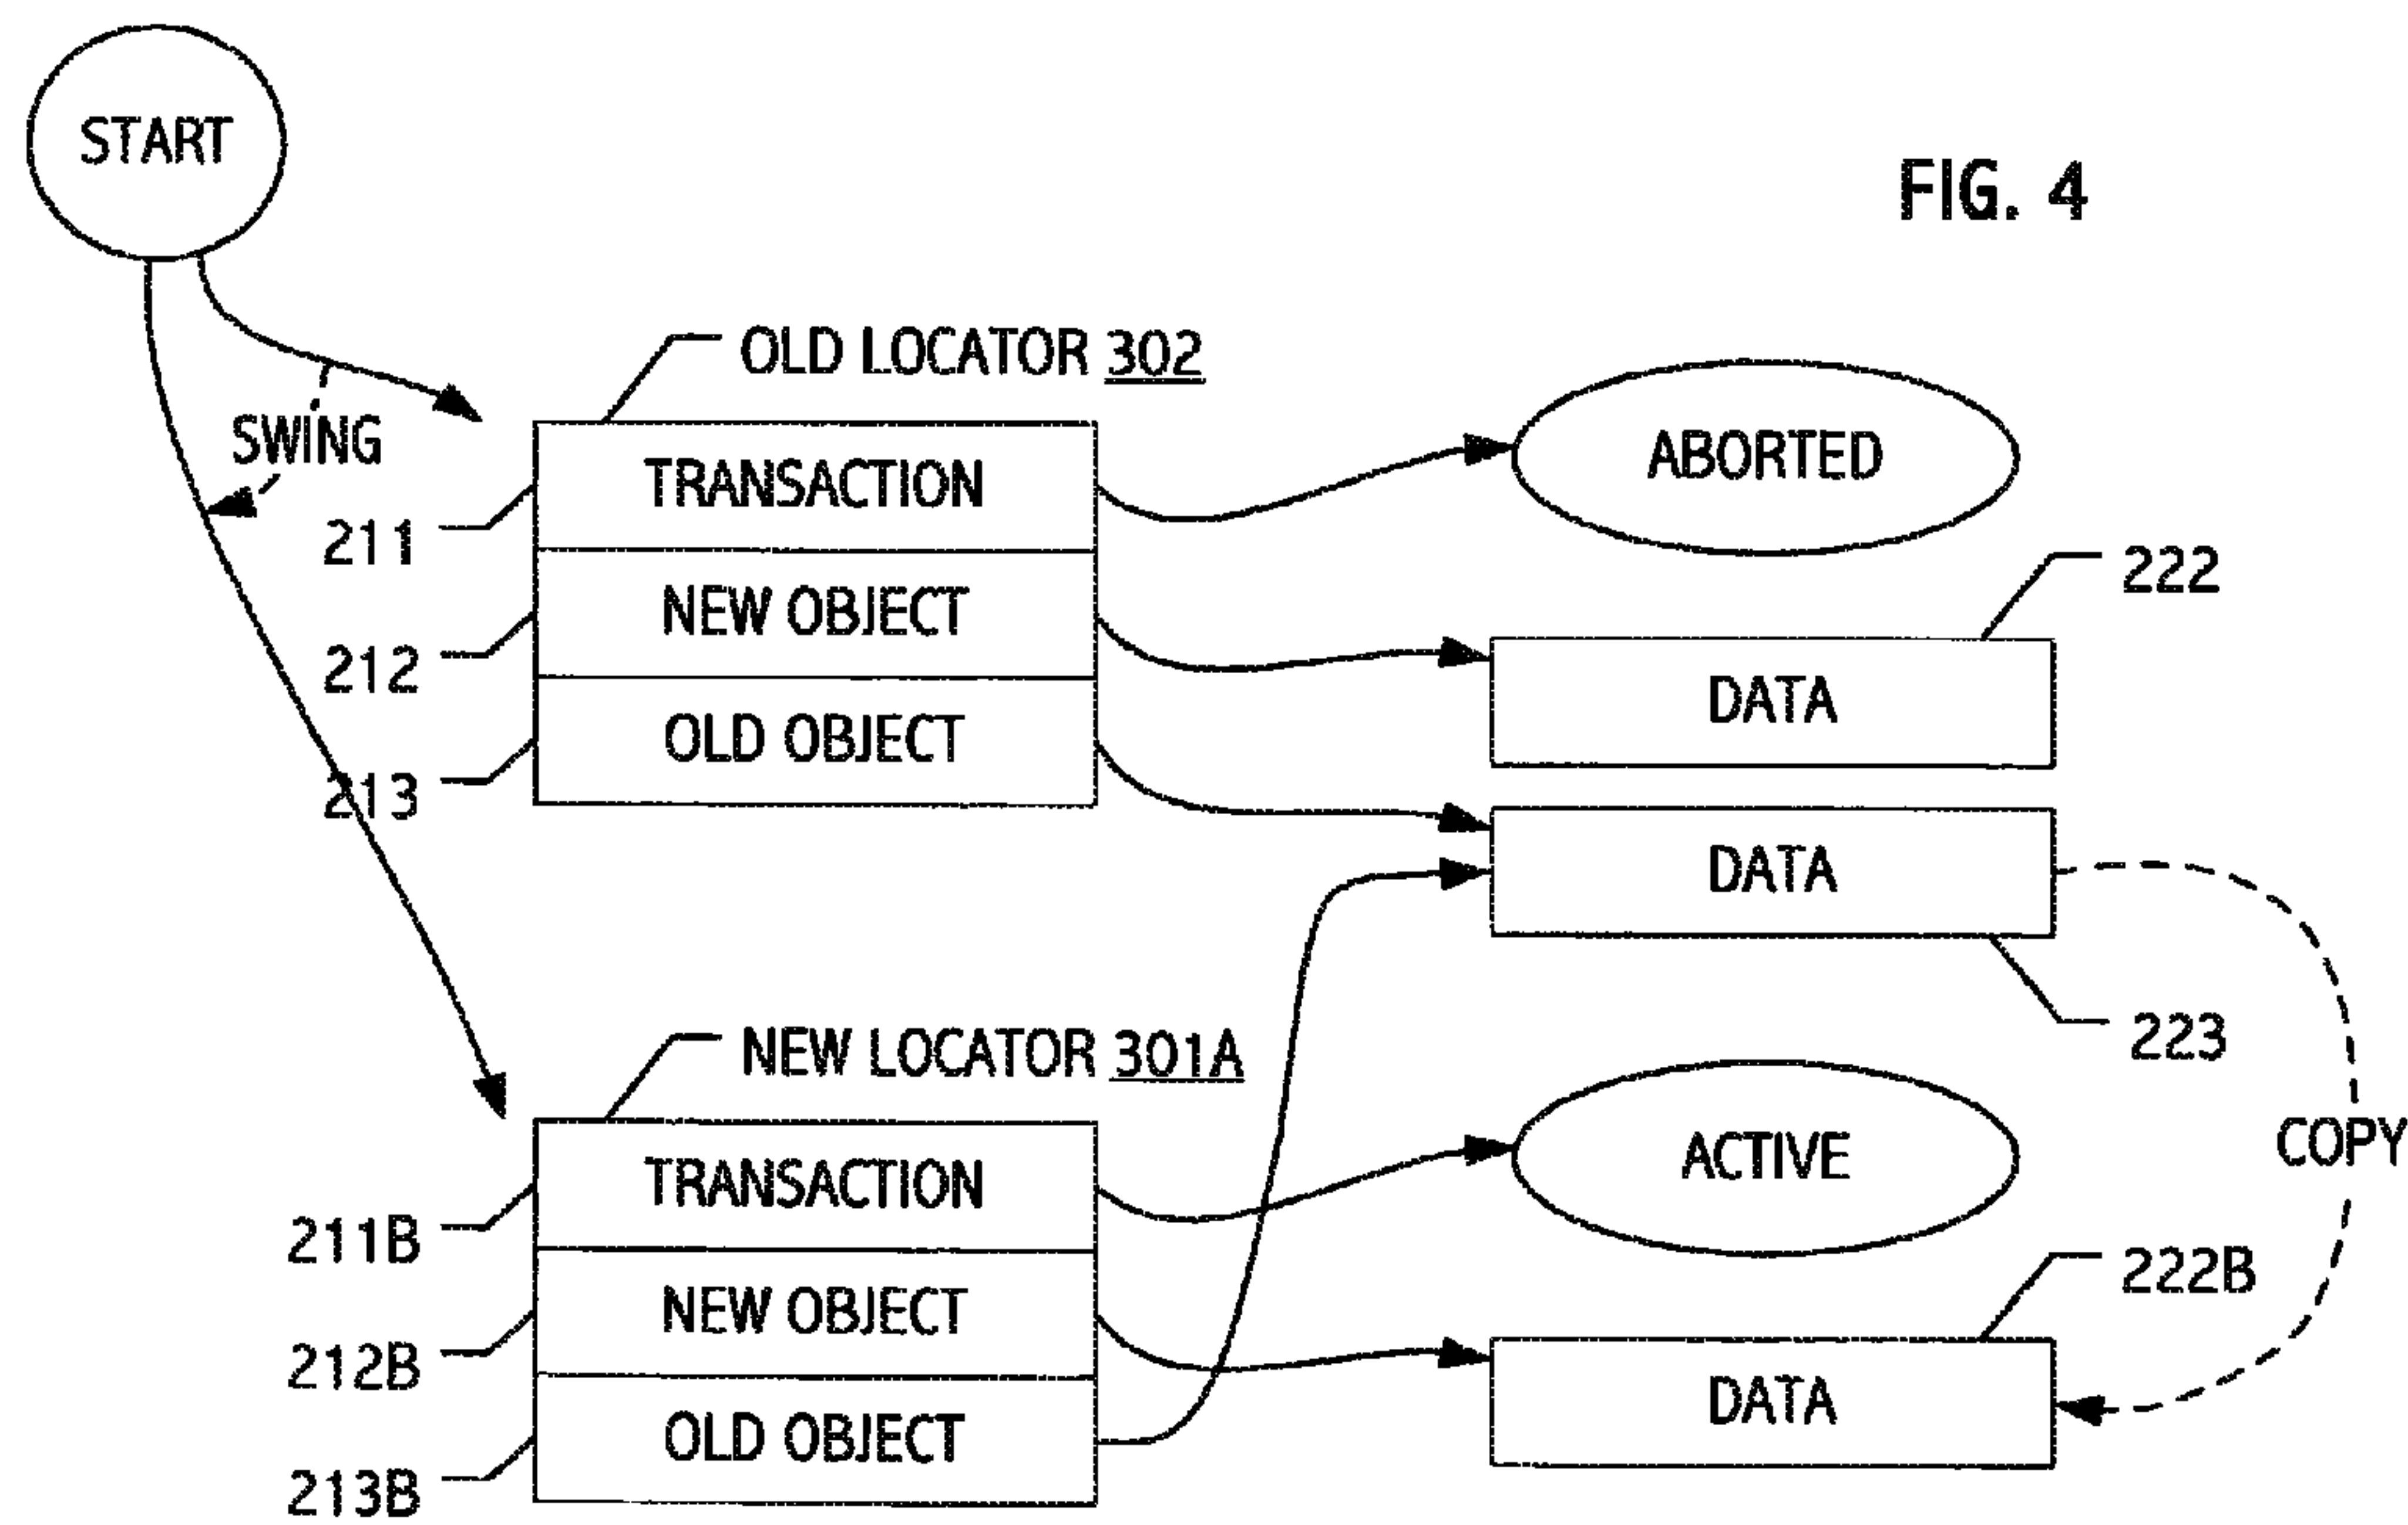 START
FIG. 4
OLD LOCATOR 302
SWING
TRANSACTION
ABORTED
211
NEW OBJECT
222
212
DATA
OLD OBJECT
213
DATA
223
NEW LOCATOR 301A
COPY
TRANSACTION
ACTIVE
211B
NEW OBJECT
222B
212B
DATA
OLD OBJECT
213B